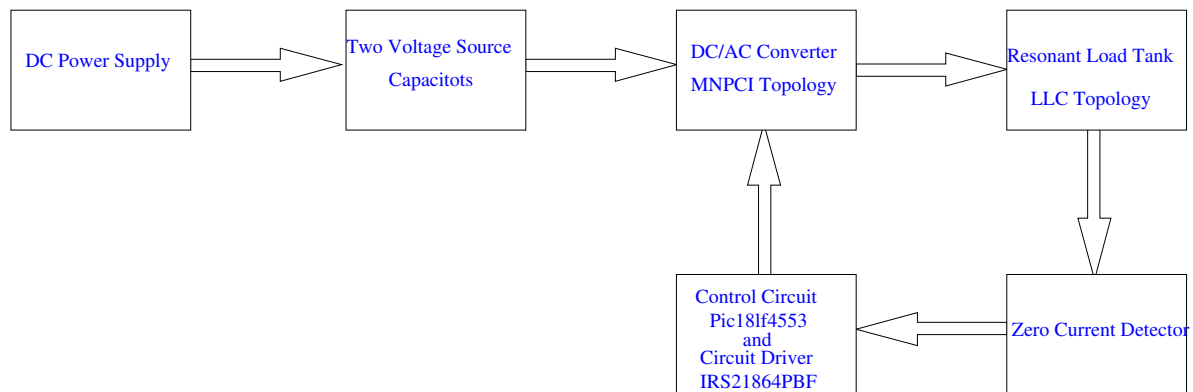 DC Power Supply
Two Voltage Source
Capacitots
DC/AC Converter
MNPCI Topology
Resonant Load Tank
LLC Topology
Control Circuit
Pic18lf4553
and
Circuit Driver
IRS21864PBF
Zero Current Detector